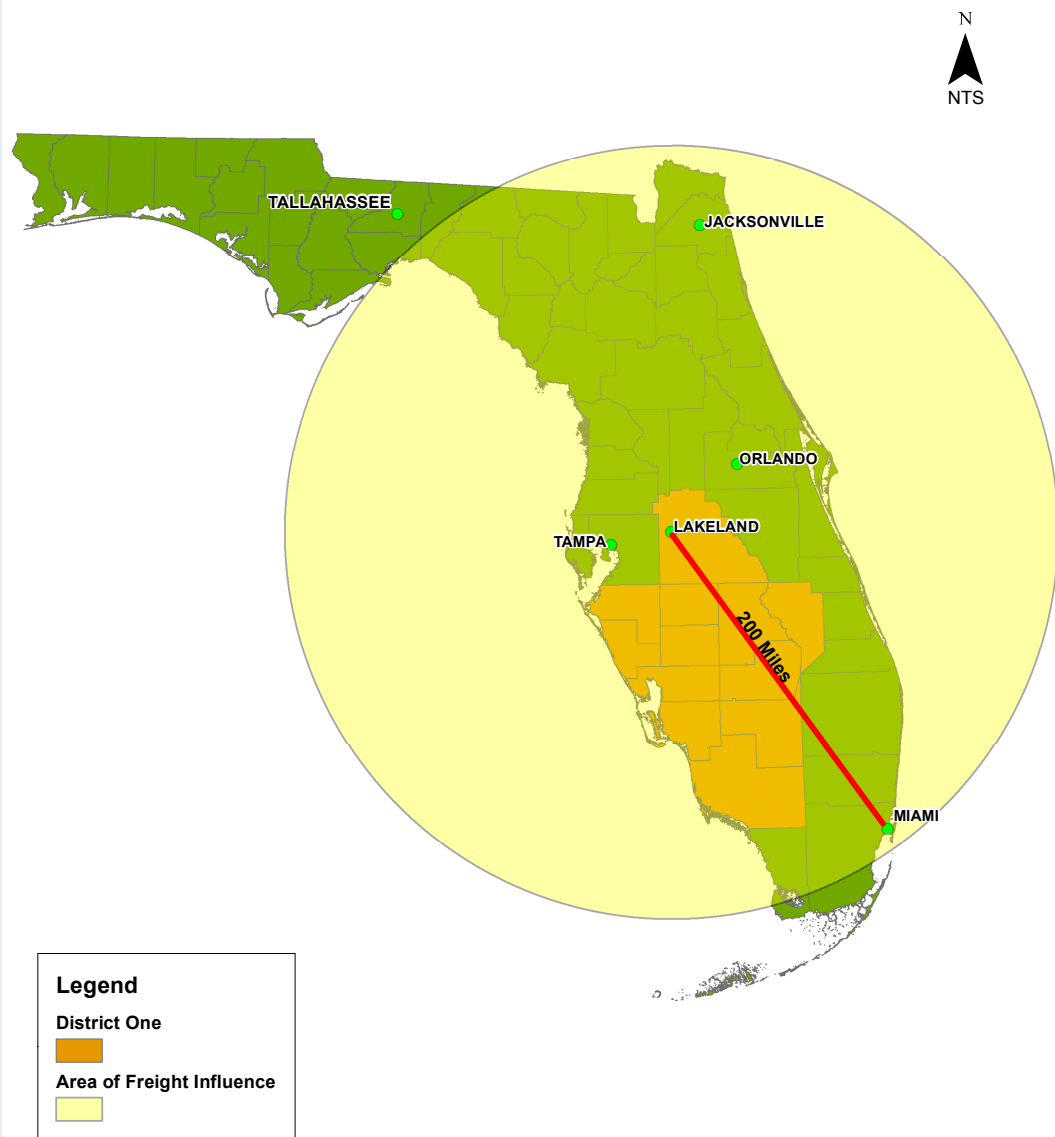 N
NTS
TALLAHASSEE
JACKSONVILLE
ORLANDO
LAKELAND
TAMPA
200 Miles
MIAMI
Legend
District One
Area of Freight Influence